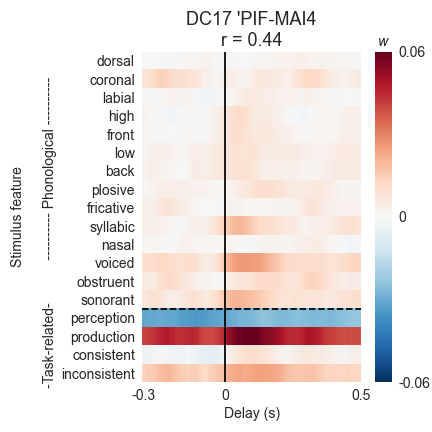 DC17 'PIF-MAI4
r = 0.44
w
0.06
0
-0.06
Stimulus feature
---------- Phonological ----------
-Task-related-
dorsal
coronal
labial
high
front
low
back
plosive
fricative
syllabic
nasal
voiced
obstruent
sonorant
perception
production
consistent
inconsistent
-0.3 0 0.5
Delay (s)